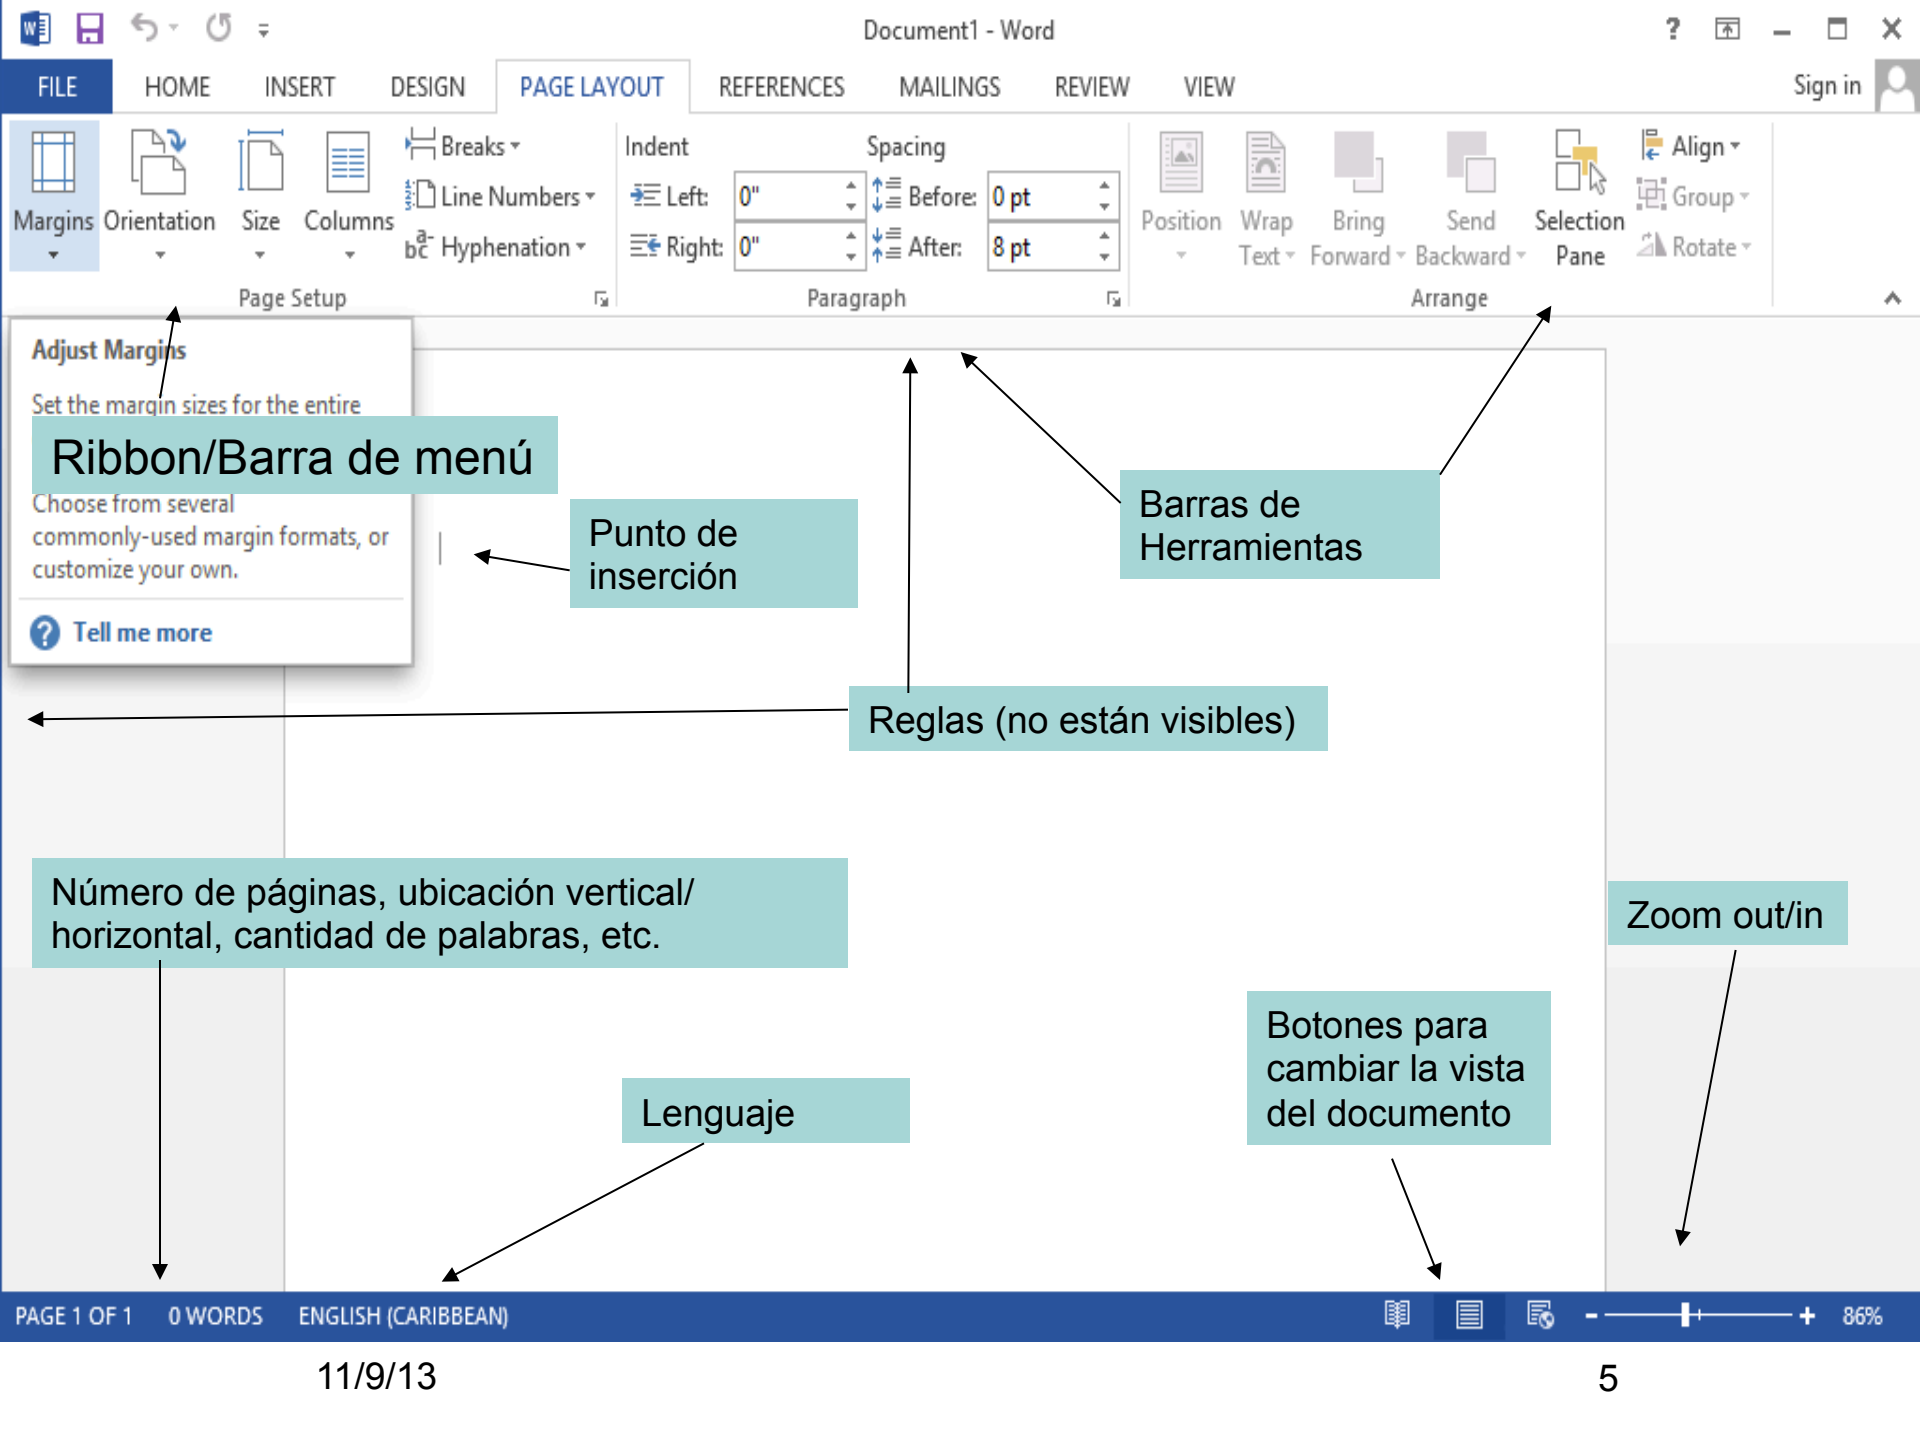 Document1 - Word
FILE HOME INSERT DESIGN PAGE LAYOUT REFERENCES MAILINGS REVIEW VIEW Sign in
Margins
Orientation
Size
Columns
Breaks
Line Numbers
Hyphenation
Page Setup
Indent
Left: 0"
Right: 0"
Spacing
Before: 0 pt
After: 8 pt
Paragraph
Position
Wrap
Text
Bring
Forward
Send
Backward
Selection
Pane
Align
Group
Rotate
Arrange
Adjust Margins
Set the margin sizes for the entire
Ribbon/Barra de menú
Choose from several
commonly-used margin formats, or
customize your own.
Tell me more
Punto de
inserción
Barras de
Herramientas
Reglas (no están visibles)
Número de páginas, ubicación vertical/
horizontal, cantidad de palabras, etc.
Zoom out/in
Botones para
cambiar la vista
del documento
Lenguaje
PAGE 1 OF 1 0 WORDS ENGLISH (CARIBBEAN) 86%
11/9/13 5